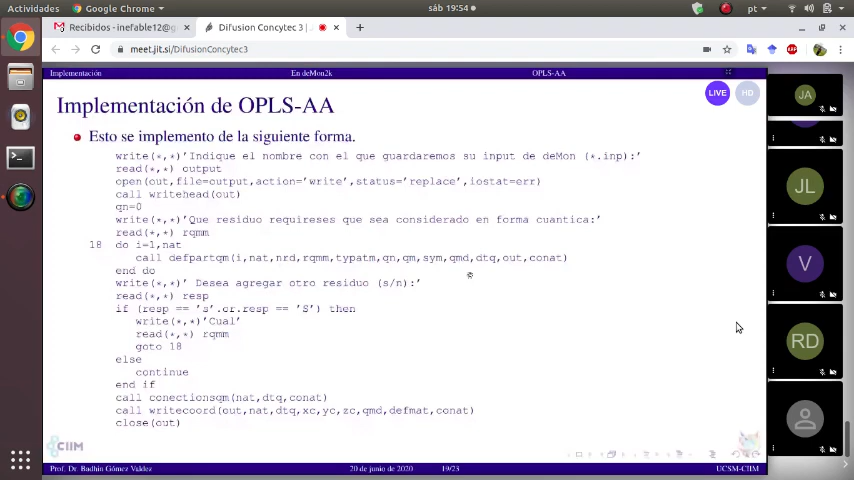 Actividades
Google Chrome
sáb 19:54
pt
Recibidos - inefable12@g
Difusion Concytec 3 |
meet.jit.si/DifusionConcytec3
ABP
Implementación
En deMon2k
OPLS-AA
Implementación de OPLS-AA
LIVE
HD
Esto se implemento de la siguiente forma.
write(*,*)'Indique el nombre con el que guardaremos su input de deMon (*.inp):'
read(*,*) output
open(out,file=output,action='write',status='replace',iostat=err)
call writehead(out)
qn=0
write(*,*)'Que residuo requireses que sea considerado en forma cuantica:'
read(*,*) rqmm
18 do i=1,nat
call defpartqm(i,nat,nrd,rqmm,typatm,qn,qm,sym,qmd,dtq,out,conat)
end do
write(*,*)' Desea agregar otro residuo (s/n):'
read(*,*) resp
if (resp == 's'.or.resp == 'S') then
write(*,*)'Cual'
read(*,*) rqmm
goto 18
else
continue
end if
call conectionsqm(nat,dtq,conat)
call writecoord(out,nat,dtq,xc,yc,zc,qmd,defmat,conat)
close(out)
CIIM
Prof. Dr. Badhin Gómez Valdez
20 de junio de 2020
19/23
UCSM-CIIM
JA
JL
V
RD